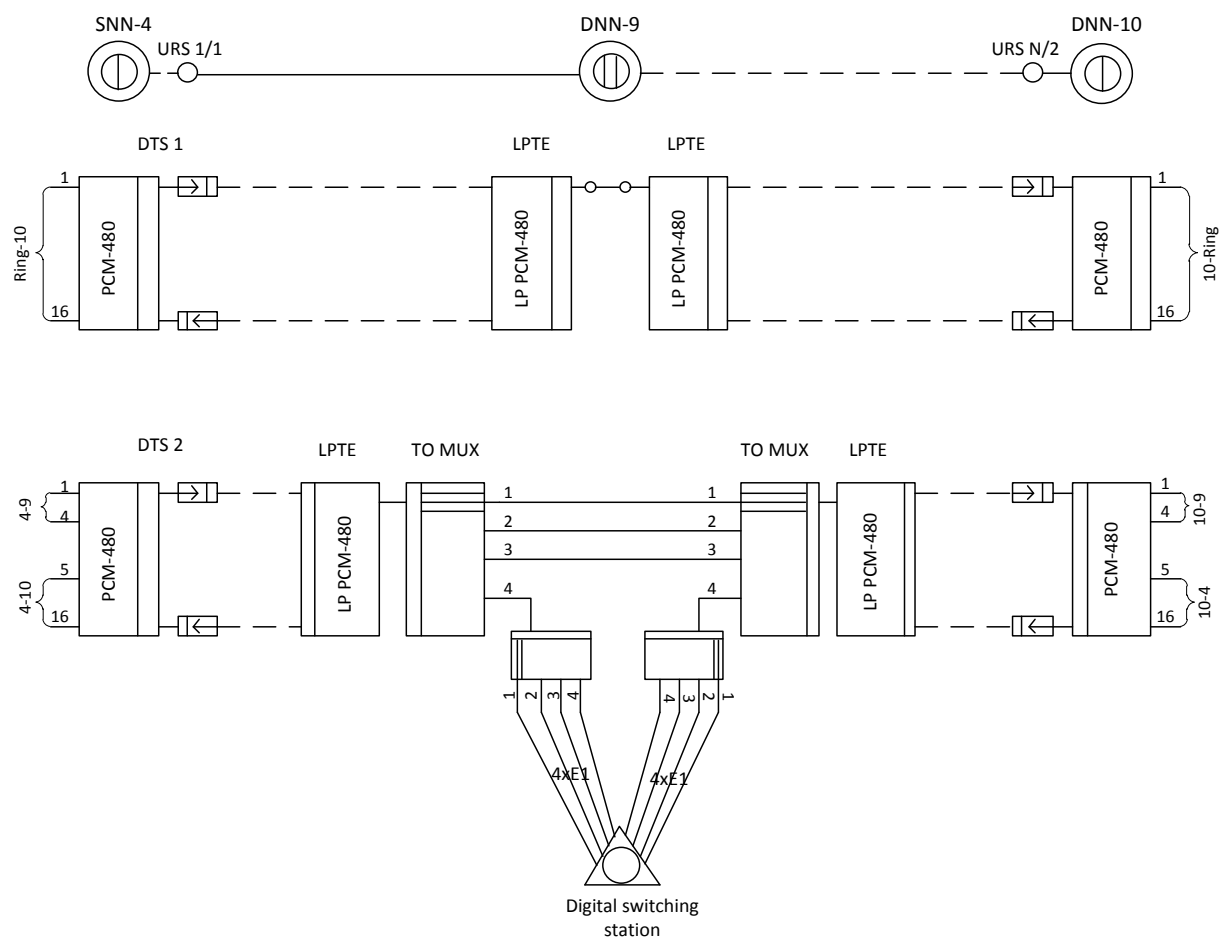 SNN-4
DNN-9
DNN-10
URS 1/1
URS N/2
DTS 1
LPTE
LPTE
1
16
Ring-10
PCM-480
LP PCM-480
LP PCM-480
PCM-480
1
16
10-Ring
DTS 2
LPTE
TO MUX
TO MUX
LPTE
4-9
1
4
4-10
5
16
PCM-480
LP PCM-480
1
2
3
4
1
2
3
4
LP PCM-480
PCM-480
1
4
10-9
5
16
10-4
1
2
3
4
4
3
2
1
4xE1
4xE1
Digital switching
station